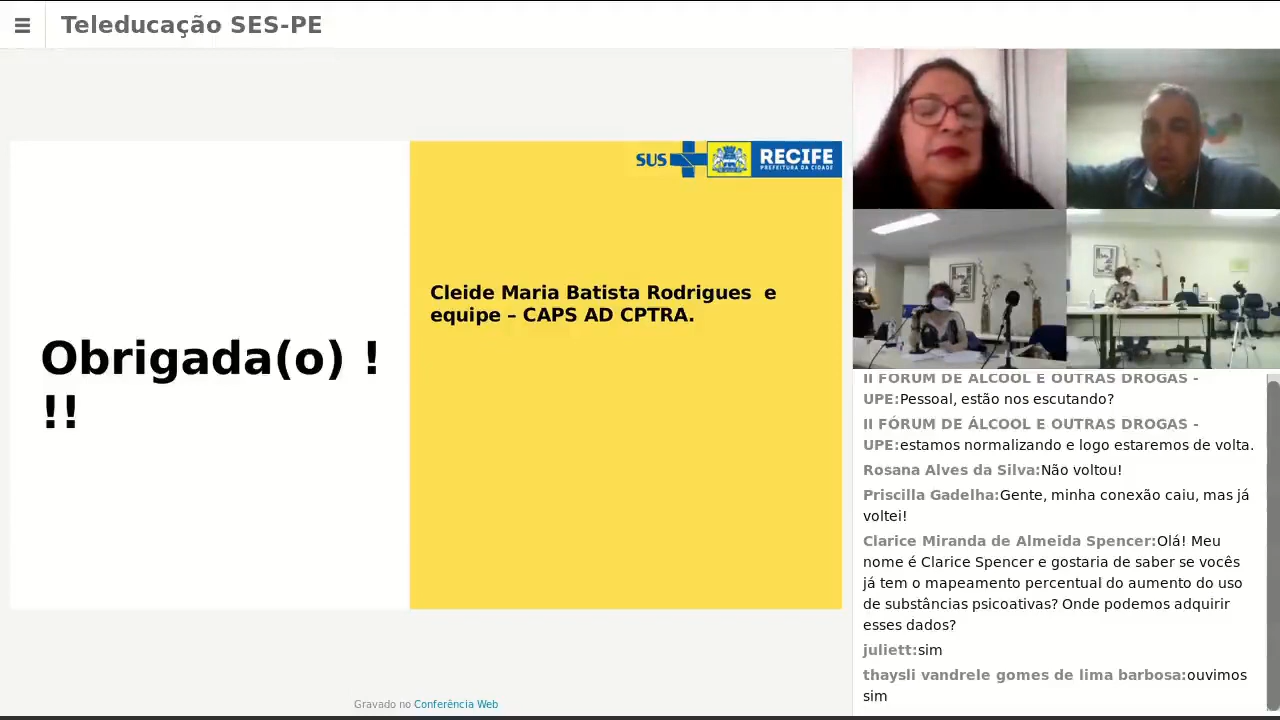 Teleducação SES-PE
SUS
RECIFE
PREFEITURA DA CIDADE
Obrigada(o) !
!!
Cleide Maria Batista Rodrigues e
equipe – CAPS AD CPTRA.
II FÓRUM DE ÁLCOOL E OUTRAS DROGAS -
UPE:Pessoal, estão nos escutando?
II FÓRUM DE ÁLCOOL E OUTRAS DROGAS -
UPE:estamos normalizando e logo estaremos de volta.
Rosana Alves da Silva:Não voltou!
Priscilla Gadelha:Gente, minha conexão caiu, mas já
voltei!
Clarice Miranda de Almeida Spencer:Olá! Meu
nome é Clarice Spencer e gostaria de saber se vocês
já tem o mapeamento percentual do aumento do uso
de substâncias psicoativas? Onde podemos adquirir
esses dados?
juliett:sim
thaysli vandrele gomes de lima barbosa:ouvimos
sim
Gravado no Conferência Web